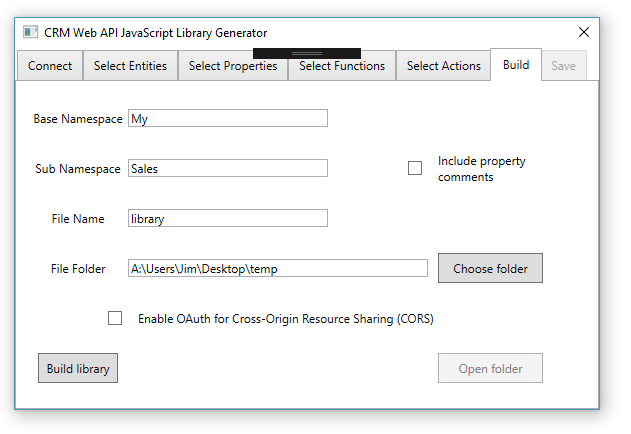 CRM Web API JavaScript Library Generator
Connect
Select Entities
Select Properties
Select Functions
Select Actions
Build
Save
Base Namespace
My
Sub Namespace
Sales
Include property
comments
File Name
library
File Folder
A:\Users\Jim\Desktop\temp
Choose folder
Enable OAuth for Cross-Origin Resource Sharing (CORS)
Build library
Open folder